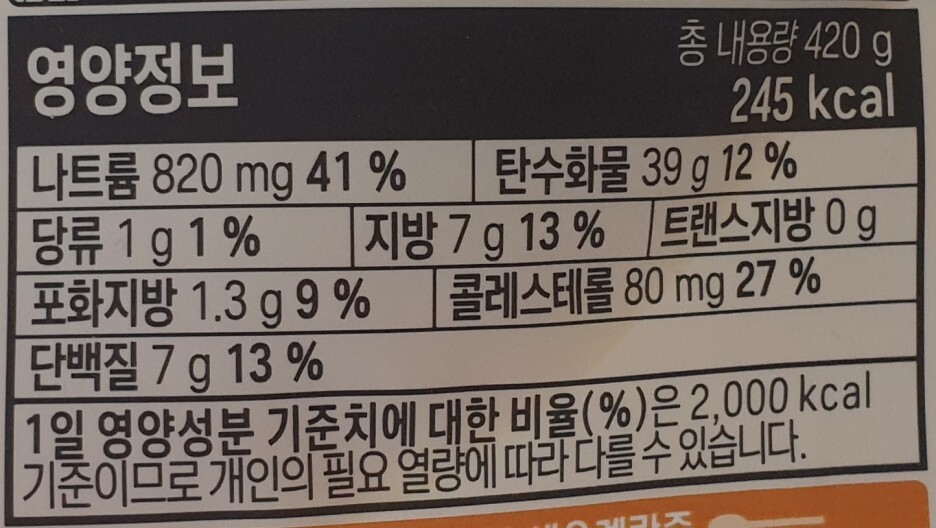 영양정보
총 내용량 420 g
245 kcal
나트륨 820 mg 41 % 탄수화물 39 g 12 %
당류 1 g 1 % 지방 7 g 13 % 트랜스지방 0 g
포화지방 1.3 g 9 % 콜레스테롤 80 mg 27 %
단백질 7 g 13 %
1일 영양성분 기준치에 대한 비율(%)은 2,000 kcal
기준이므로 개인의 필요 열량에 따라 다를 수 있습니다.